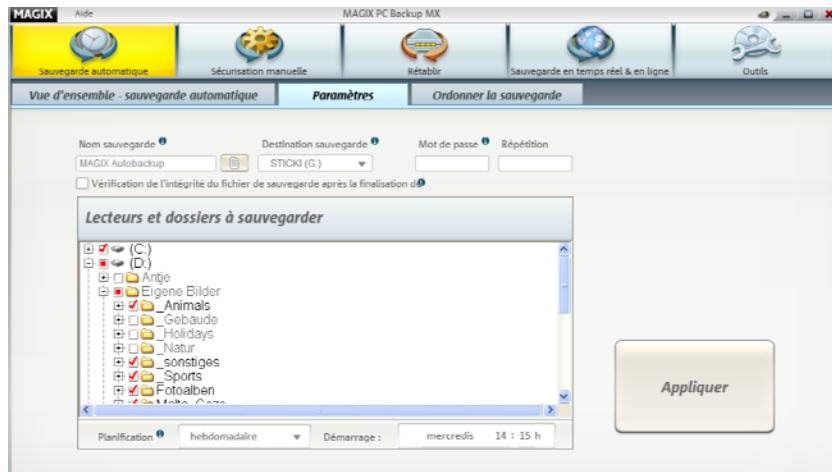 MAGIX Aide MAGIX PC Backup MX
Sauvegarde automatique Sécurisation manuelle Rétablir Sauvegarde en temps réel & en ligne Outils
Vue d'ensemble - sauvegarde automatique Paramètres Ordonner la sauvegarde
Nom sauvegarde Destination sauvegarde Mot de passe Répétition
MAGIX Autobackup STICKI (G:)
Vérification de l'intégrité du fichier de sauvegarde après la finalisation de
Lecteurs et dossiers à sauvegarder
(C:)
(D:)
Antje
Eigene Bilder
_Animals
_Gebäude
_Holidays
_Natur
_sonstiges
_Sports
Fotoalben
Appliquer
Planification hebdomadaire Démarrage : mercredis 14 : 15 h